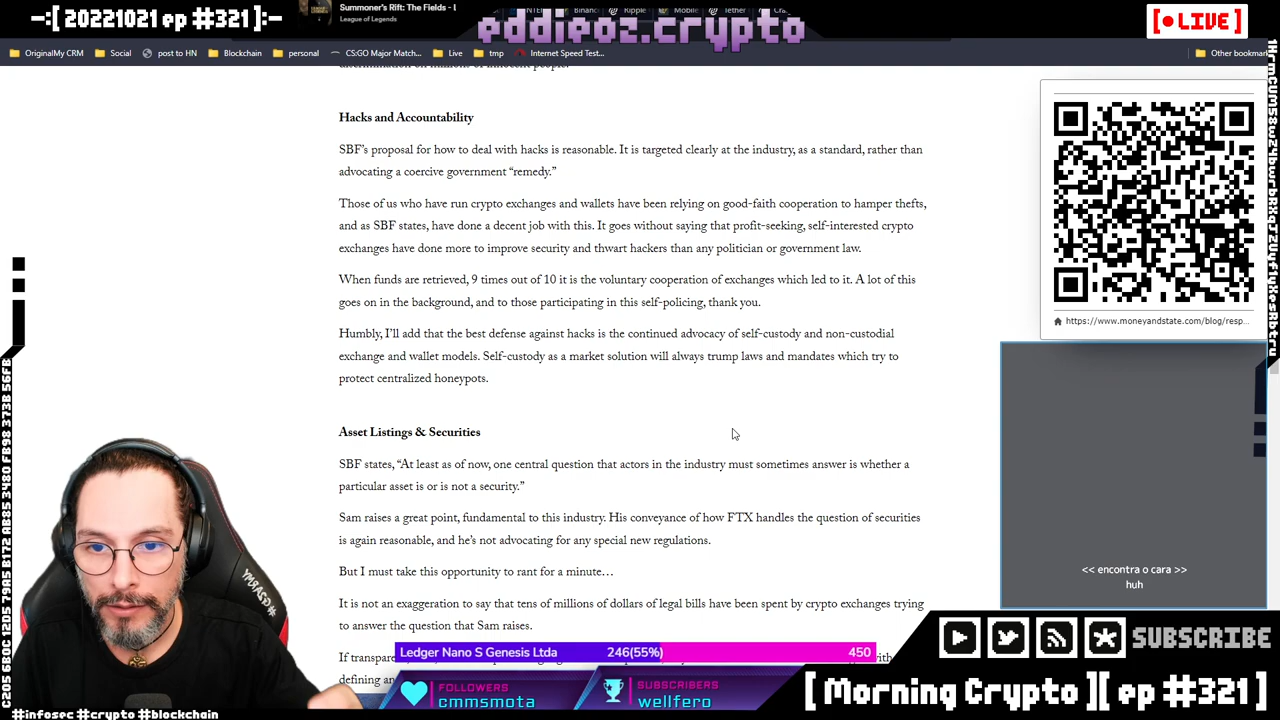 -:[ 20221021 ep #321 ]:-
Summoner's Rift: The Fields - L
League of Legends
Binanc
Ripple
Mobile
Tether
eddieoz.crypto
[ LIVE ]
OriginalMy CRM
Social
post to HN
Blockchain
personal
CS:GO Major Match...
Live
tmp
Internet Speed Test...
Other bookmar
discrimination on millions of innocent people.
Hacks and Accountability
SBF's proposal for how to deal with hacks is reasonable. It is targeted clearly at the industry, as a standard, rather than
advocating a coercive government “remedy.”
Those of us who have run crypto exchanges and wallets have been relying on good-faith cooperation to hamper thefts,
and as SBF states, have done a decent job with this. It goes without saying that profit-seeking, self-interested crypto
exchanges have done more to improve security and thwart hackers than any politician or government law.
When funds are retrieved, 9 times out of 10 it is the voluntary cooperation of exchanges which led to it. A lot of this
goes on in the background, and to those participating in this self-policing, thank you.
Humbly, I'll add that the best defense against hacks is the continued advocacy of self-custody and non-custodial
exchange and wallet models. Self-custody as a market solution will always trump laws and mandates which try to
protect centralized honeypots.
Asset Listings & Securities
SBF states, “At least as of now, one central question that actors in the industry must sometimes answer is whether a
particular asset is or is not a security.”
Sam raises a great point, fundamental to this industry. His conveyance of how FTX handles the question of securities
is again reasonable, and he's not advocating for any special new regulations.
But I must take this opportunity to rant for a minute…
It is not an exaggeration to say that tens of millions of dollars of legal bills have been spent by crypto exchanges trying
to answer the question that Sam raises.
If transpare
defining an
https://www.moneyandstate.com/blog/resp...
<< encontra o cara >>
huh
Ledger Nano S Genesis Ltda
246(55%)
450
FOLLOWERS
cmmsmota
SUBSCRIBERS
wellfero
SUBSCRIBE
[ Morning Crypto ][ ep #321 ]
#infosec #crypto #blockchain